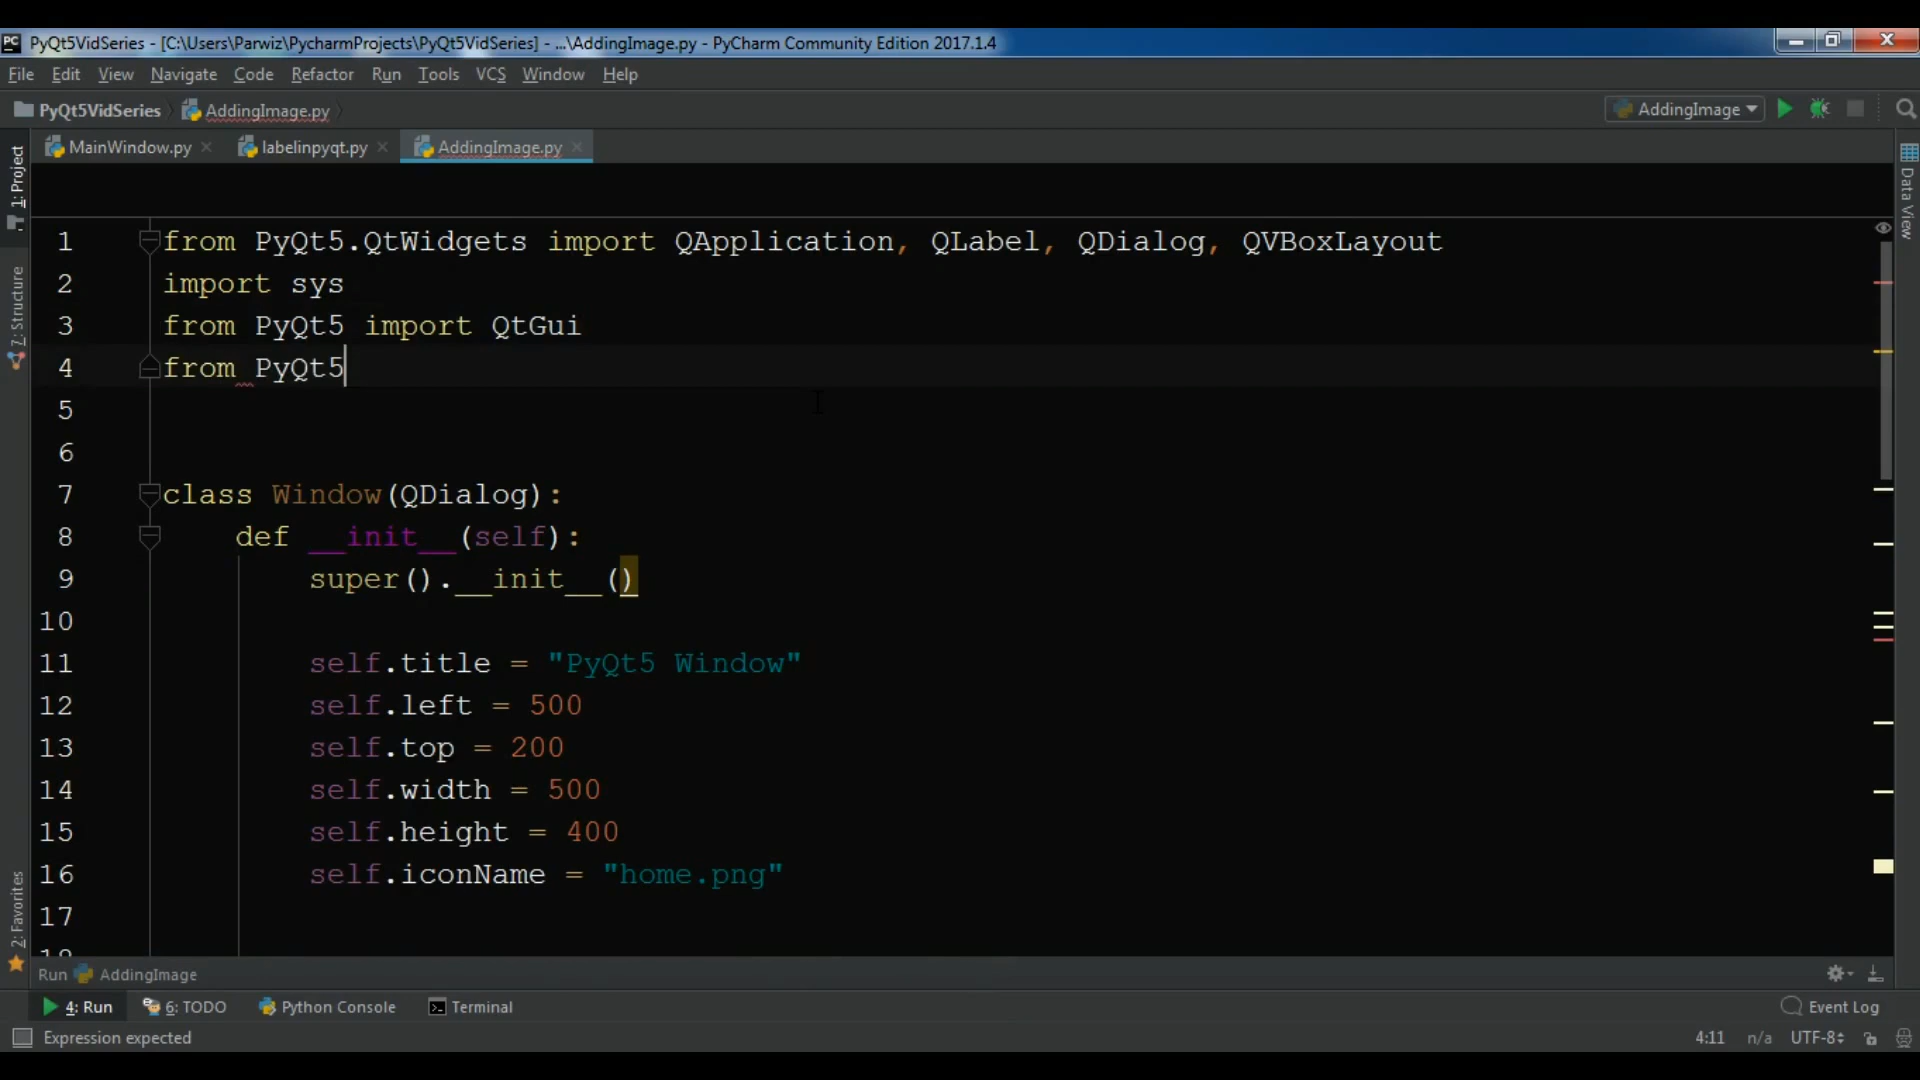 PyQt5VidSeries - [C:\Users\Parwiz\PycharmProjects\PyQt5VidSeries] - ...\AddingImage.py - PyCharm Community Edition 2017.1.4
File Edit View Navigate Code Refactor Run Tools VCS Window Help
PyQt5VidSeries AddingImage.py AddingImage
MainWindow.py labelinpyqt.py AddingImage.py
1: Project
7: Structure
2: Favorites
Data View
1 from PyQt5.QtWidgets import QApplication, QLabel, QDialog, QVBoxLayout
2 import sys
3 from PyQt5 import QtGui
4 from PyQt5
5
6
7 class Window(QDialog):
8 def __init__(self):
9 super().__init__()
10
11 self.title = "PyQt5 Window"
12 self.left = 500
13 self.top = 200
14 self.width = 500
15 self.height = 400
16 self.iconName = "home.png"
17
Run AddingImage
4: Run 6: TODO Python Console Terminal Event Log
Expression expected 4:11 n/a UTF-8